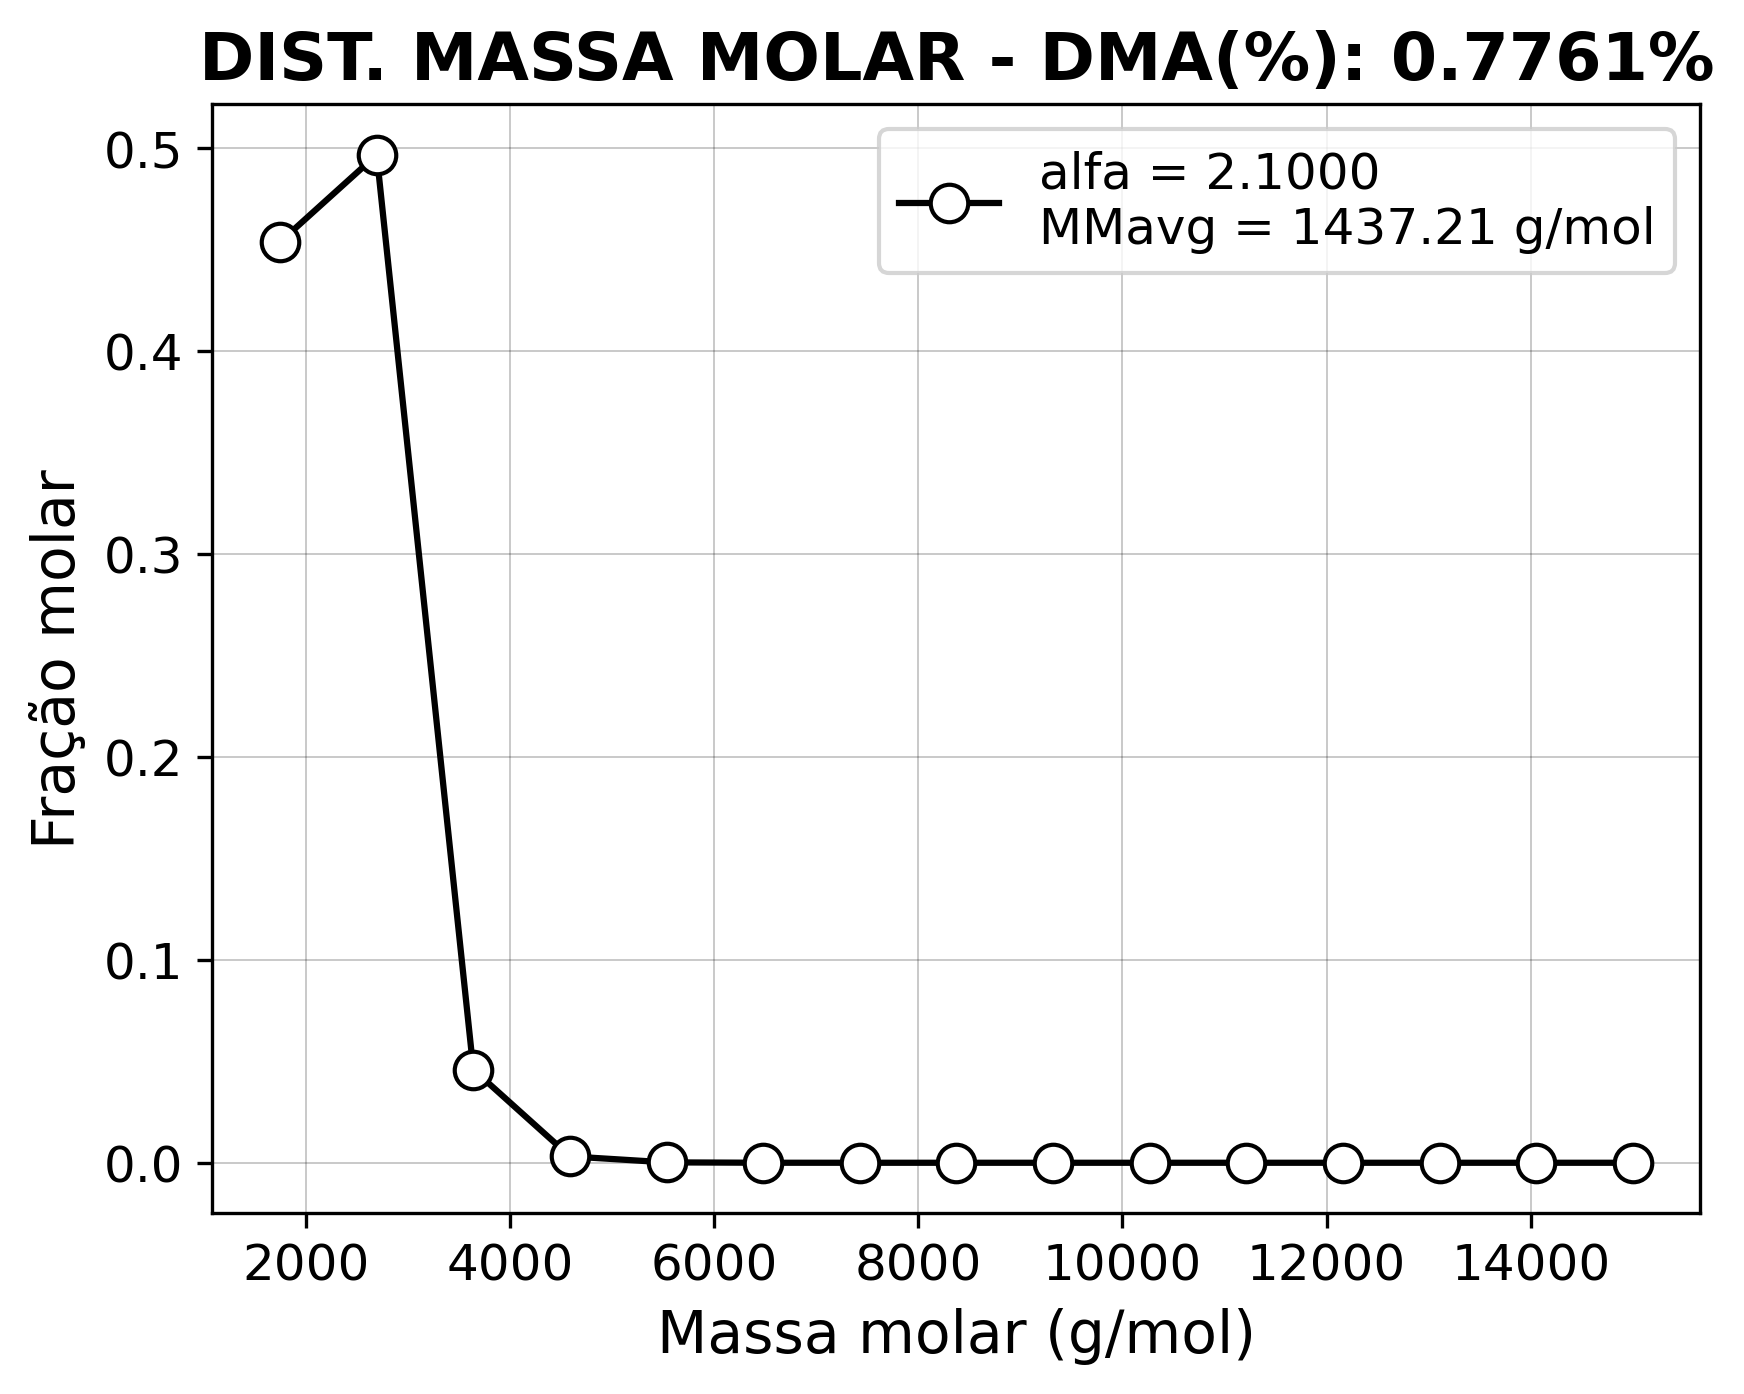 DIST. MASSA MOLAR - DMA(%): 0.7761%
alfa = 2.1000
MMavg = 1437.21 g/mol
Fração molar
0.5
0.4
0.3
0.2
0.1
0.0
2000 4000 6000 8000 10000 12000 14000
Massa molar (g/mol)